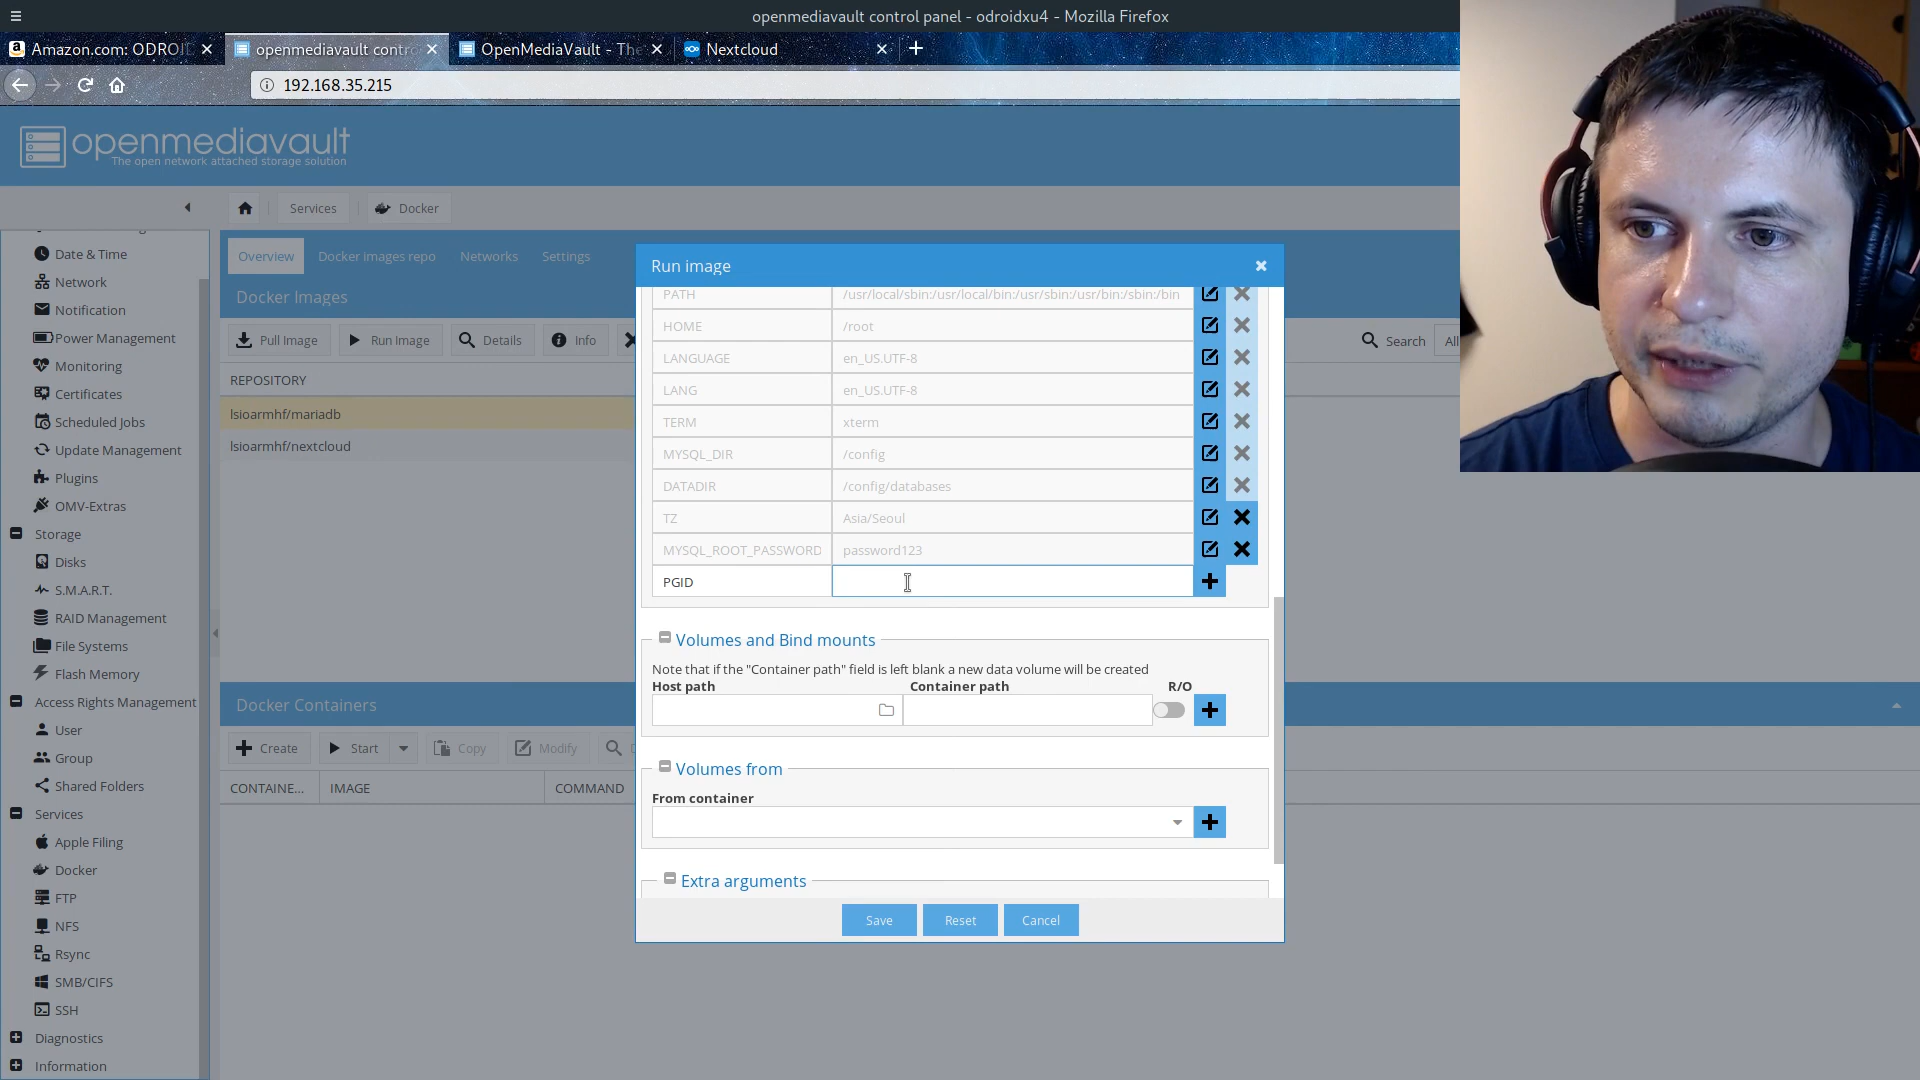 openmediavault control panel - odroidxu4 - Mozilla Firefox
Amazon.com: ODROI
openmediavault contro
OpenMediaVault - The
Nextcloud
192.168.35.215
openmediavault
The open network attached storage solution
Services
Docker
Date & Time
Network
Notification
Power Management
Monitoring
Certificates
Scheduled Jobs
Update Management
Plugins
OMV-Extras
Storage
Disks
S.M.A.R.T.
RAID Management
File Systems
Flash Memory
Access Rights Management
User
Group
Shared Folders
Services
Apple Filing
Docker
FTP
NFS
Rsync
SMB/CIFS
SSH
Diagnostics
Information
Overview
Docker images repo
Networks
Settings
Docker Images
Pull Image
Run Image
Details
Info
Search
All
REPOSITORY
lsioarmhf/mariadb
lsioarmhf/nextcloud
Docker Containers
Create
Start
Copy
Modify
CONTAINE...
IMAGE
COMMAND
Run image
PATH /usr/local/sbin:/usr/local/bin:/usr/sbin:/usr/bin:/sbin:/bin
HOME /root
LANGUAGE en_US.UTF-8
LANG en_US.UTF-8
TERM xterm
MYSQL_DIR /config
DATADIR /config/databases
TZ Asia/Seoul
MYSQL_ROOT_PASSWORD password123
PGID
Volumes and Bind mounts
Note that if the "Container path" field is left blank a new data volume will be created
Host path Container path R/O
Volumes from
From container
Extra arguments
Save Reset Cancel